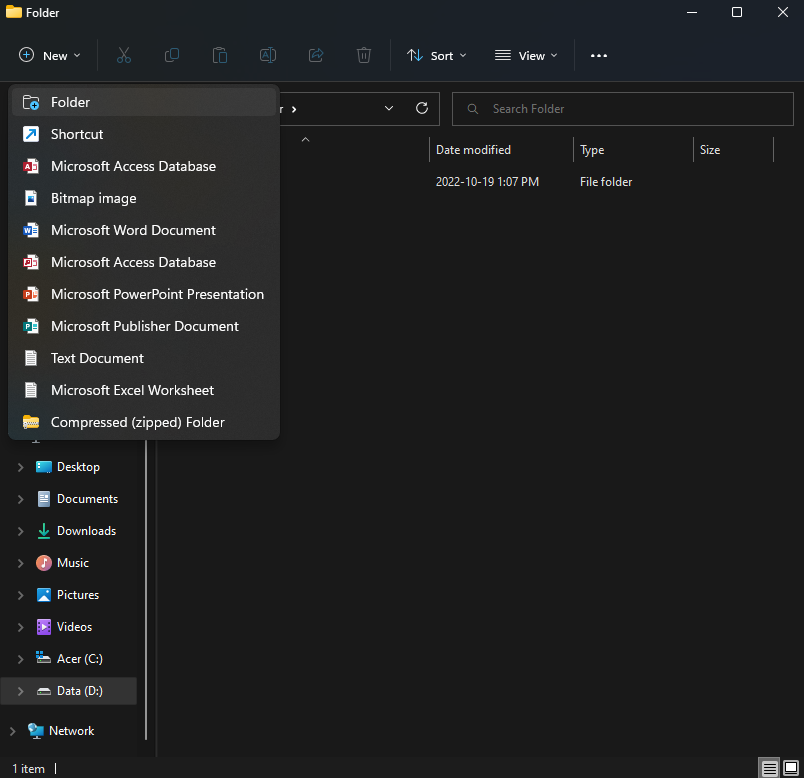 Folder
New
Sort
View
r
Search Folder
Folder
Shortcut
Microsoft Access Database
Bitmap image
Microsoft Word Document
Microsoft Access Database
Microsoft PowerPoint Presentation
Microsoft Publisher Document
Text Document
Microsoft Excel Worksheet
Compressed (zipped) Folder
Date modified
Type
Size
2022-10-19 1:07 PM
File folder
Desktop
Documents
Downloads
Music
Pictures
Videos
Acer (C:)
Data (D:)
Network
1 item